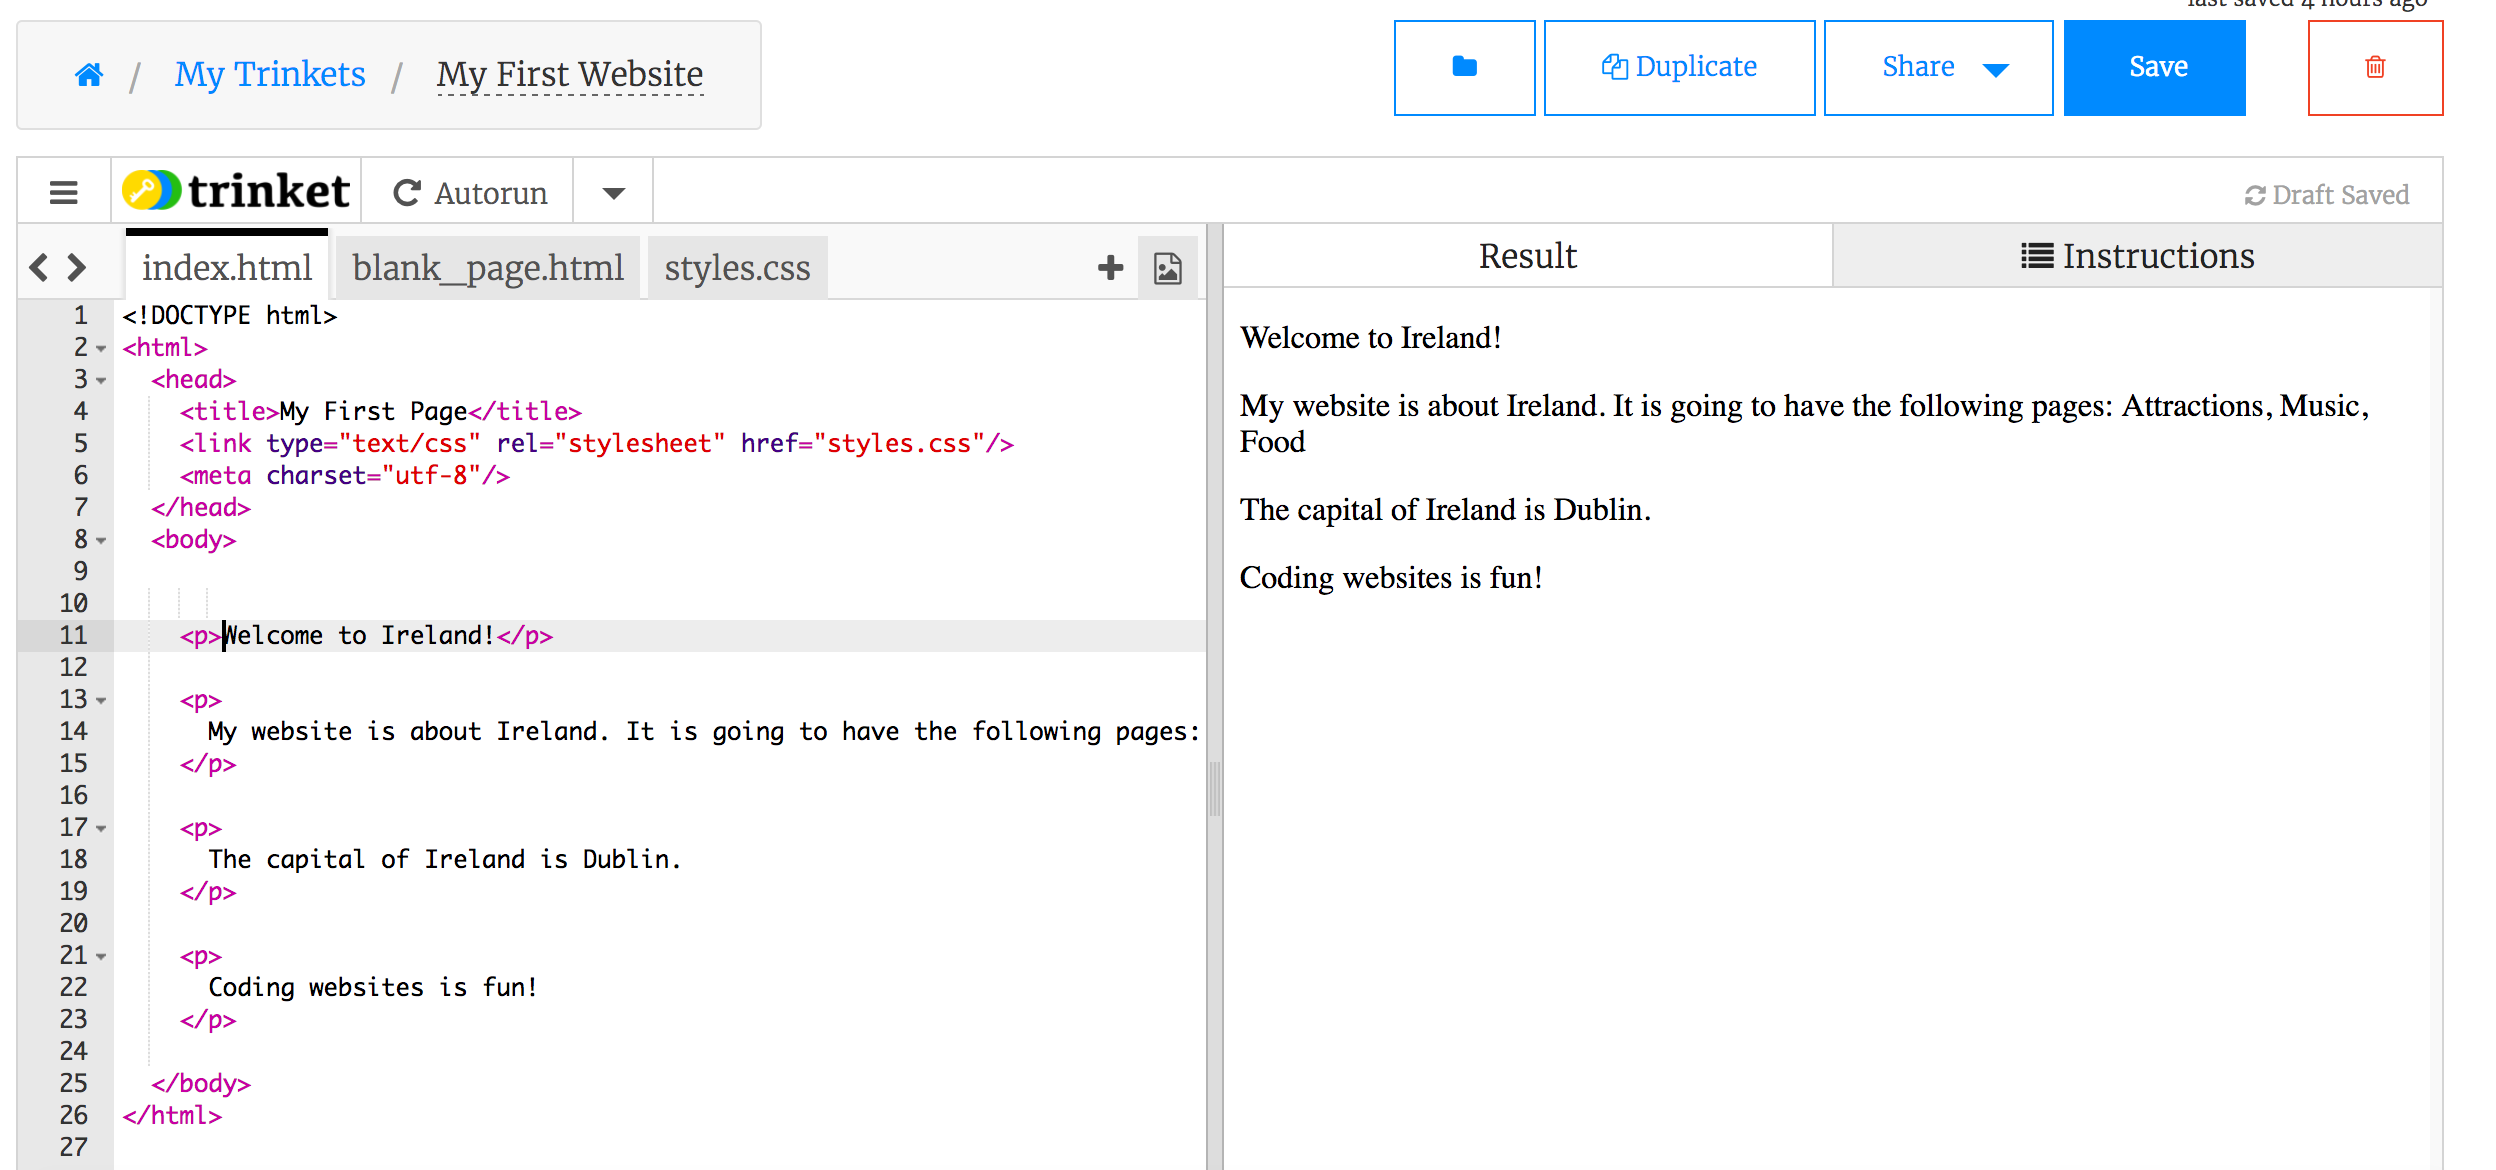 last saved 4 hours ago
/ My Trinkets / My First Website
Duplicate
Share
Save
trinket
Autorun
Draft Saved
index.html
blank_page.html
styles.css
Result
Instructions
1 <!DOCTYPE html>
2 <html>
3 <head>
4 <title>My First Page</title>
5 <link type="text/css" rel="stylesheet" href="styles.css"/>
6 <meta charset="utf-8"/>
7 </head>
8 <body>
9
10
11 <p>Welcome to Ireland!</p>
12
13 <p>
14 My website is about Ireland. It is going to have the following pages:
15 </p>
16
17 <p>
18 The capital of Ireland is Dublin.
19 </p>
20
21 <p>
22 Coding websites is fun!
23 </p>
24
25 </body>
26 </html>
27
Welcome to Ireland!
My website is about Ireland. It is going to have the following pages: Attractions, Music,
Food
The capital of Ireland is Dublin.
Coding websites is fun!